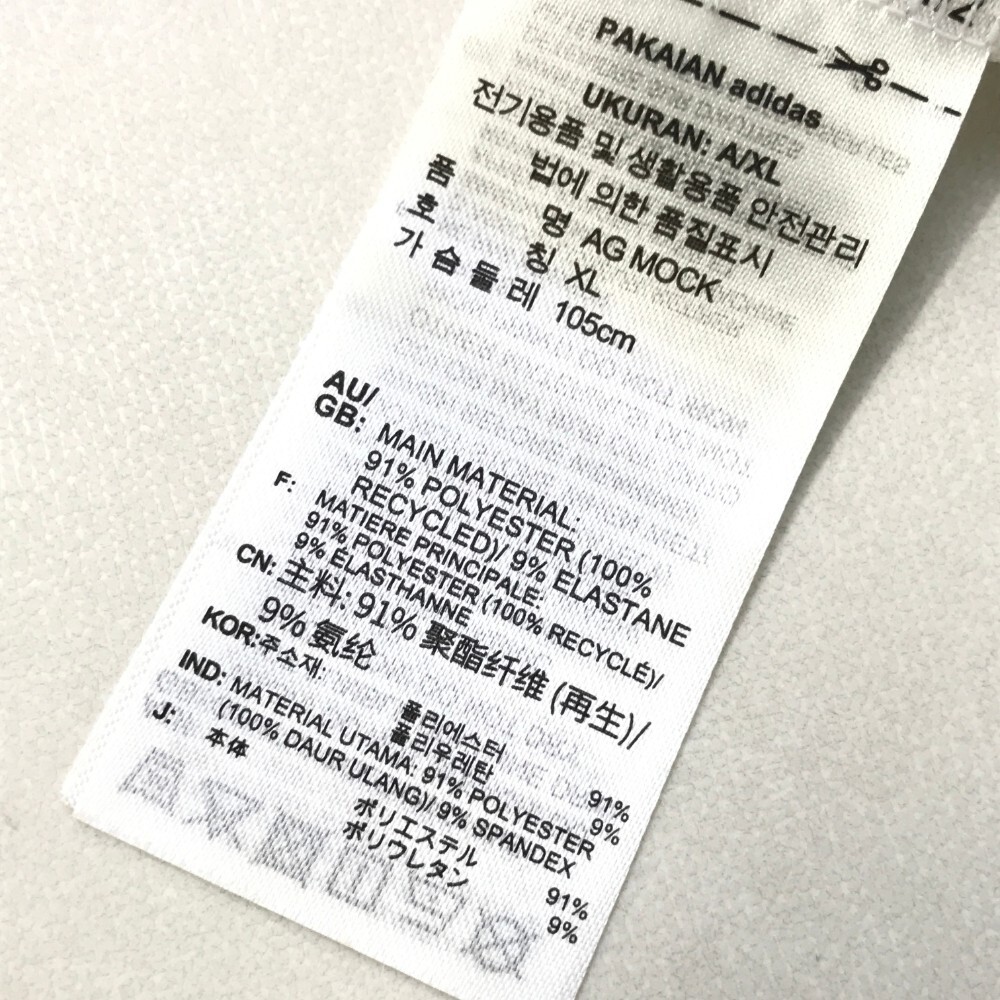 PAKAIAN adidas
UKURAN: A/XL
전기용품 및 생활용품 안전관리
법에 의한 품질표시
품 명 AG MOCK
호 칭 XL
가 슴 둘 레 105cm
AU/
GB: MAIN MATERIAL:
91% POLYESTER (100%
RECYCLED)/ 9% ELASTANE
F: MATIERE PRINCIPALE.
91% POLYESTER (100% RECYCLÉ)/
9% ÉLASTHANNE
CN: 主料: 91% 聚酯纤维 (再生)/
9% 氨纶
KOR: 주소재:
폴리에스터 91%
폴리우레탄 9%
IND: MATERIAL UTAMA: 91% POLYESTER
(100% DAUR ULANG)/ 9% SPANDEX
J: 本体
ポリエステル 91%
ポリウレタン 9%